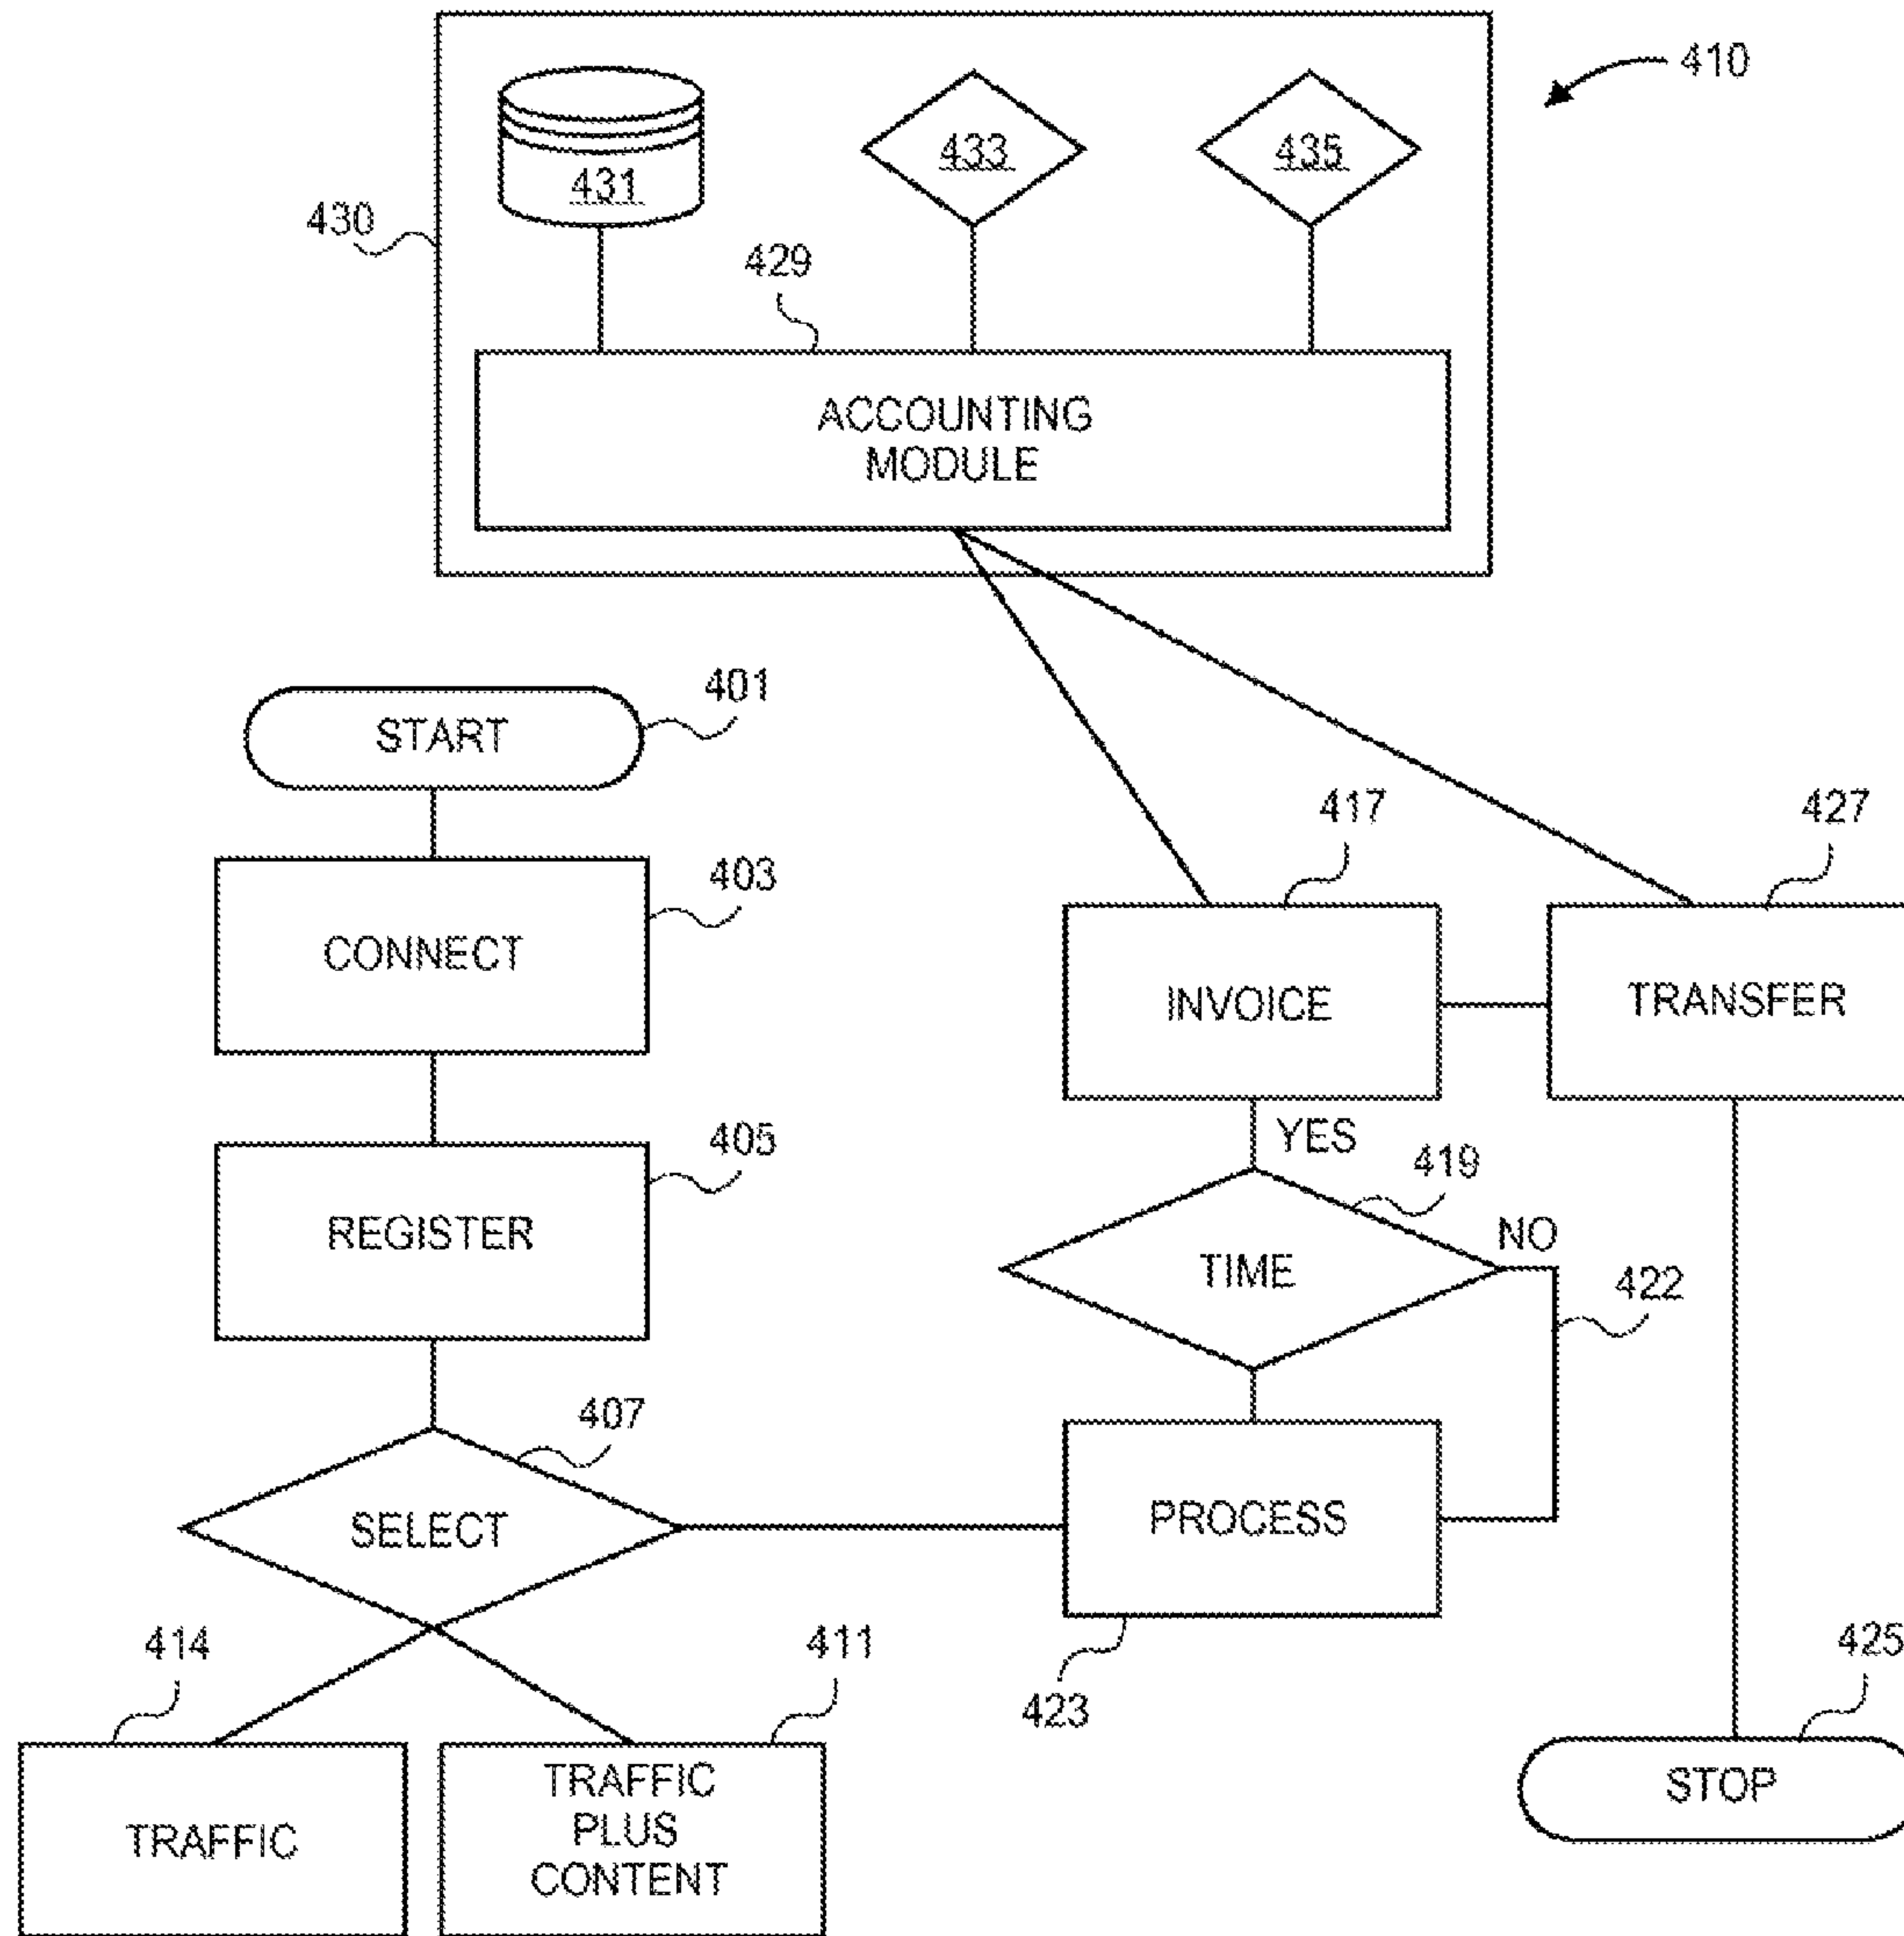 410
431
433
435
430
429
ACCOUNTING
MODULE
START
401
CONNECT
403
REGISTER
405
SELECT
407
414
TRAFFIC
411
TRAFFIC
PLUS
CONTENT
417
INVOICE
427
TRANSFER
YES
419
TIME
NO
422
PROCESS
423
425
STOP